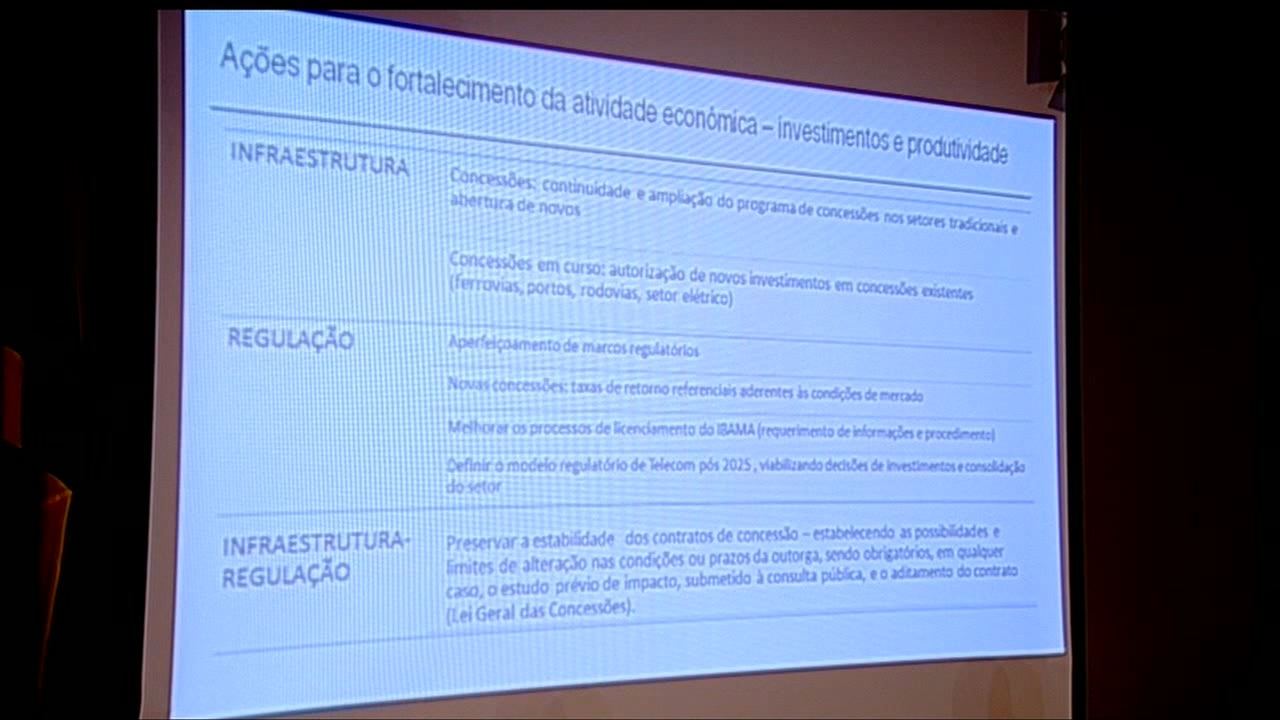 Ações para o fortalecimento da atividade econômica – investimentos e produtividade
INFRAESTRUTURA
Concessões: continuidade e ampliação do programa de concessões nos setores tradicionais e
abertura de novos
Concessões em curso: autorização de novos investimentos em concessões existentes
(ferrovias, portos, rodovias, setor elétrico)
REGULAÇÃO
Aperfeiçoamento de marcos regulatórios
Novas concessões: taxas de retorno referenciais aderentes às condições de mercado
Melhorar os processos de licenciamento do IBAMA (requerimento de informações e procedimento)
Definir o modelo regulatório de Telecom pós 2025 , viabilizando decisões de investimentos e consolidação
do setor
INFRAESTRUTURA-
REGULAÇÃO
Preservar a estabilidade dos contratos de concessão – estabelecendo as possibilidades e
limites de alteração nas condições ou prazos da outorga, sendo obrigatórios, em qualquer
caso, o estudo prévio de impacto, submetido à consulta pública, e o aditamento do contrato
(Lei Geral das Concessões).